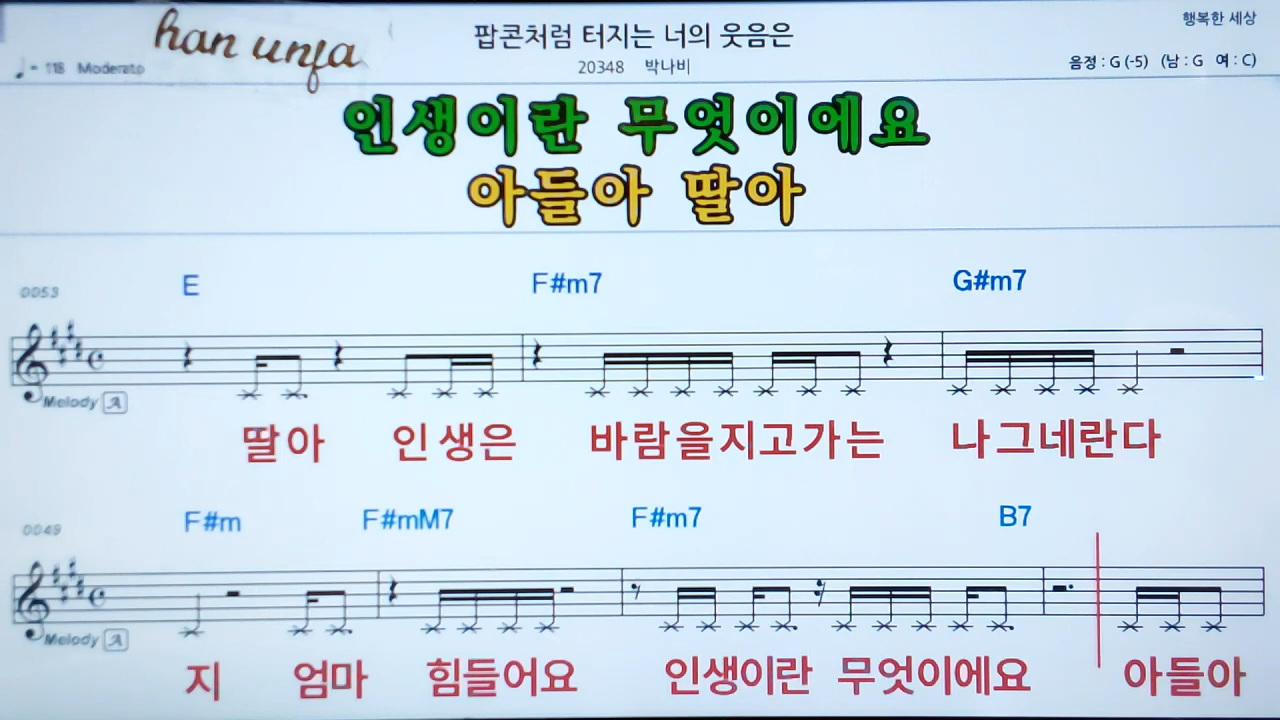 han unfa
팝콘처럼 터지는 너의 웃음은
행복한 세상
♩= 118 Moderato
20348 박나비
음정 : G (-5) (남 : G 여 : C)
인생이란 무엇이에요
아들아 딸아
0053
E F#m7 G#m7
Melody A
딸아 인생은 바람을지고가는 나그네란다
0049
F#m F#mM7 F#m7 B7
Melody A
지 엄마 힘들어요 인생이란 무엇이에요 아들아